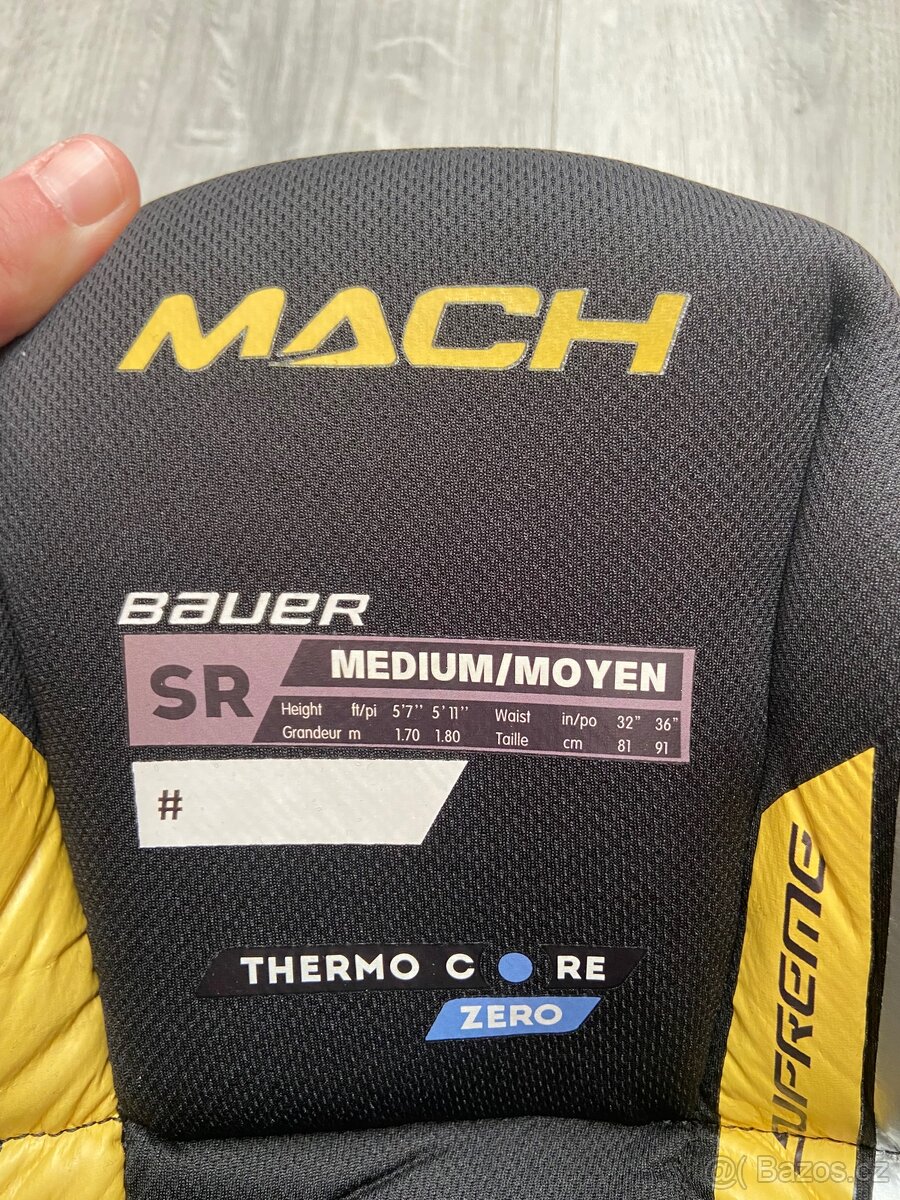 MACH
BAUER
SR
MEDIUM/MOYEN
Height ft/pi 5'7'' 5'11'' Waist in/po 32" 36"
Grandeur m 1.70 1.80 Taille cm 81 91
#
THERMO CORE
ZERO
SUPREME
@( Bazos.cz